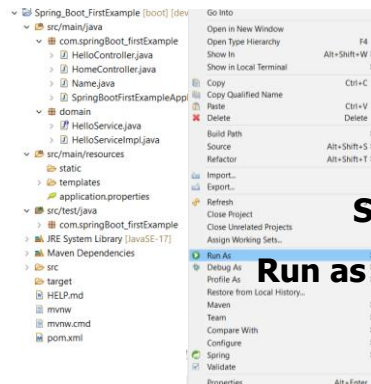 Spring_Boot_FirstExample [boot] [dev
src/main/java
com.springBoot_firstExample
HelloController.java
HomeController.java
Name.java
SpringBootFirstExampleAppl
domain
HelloService.java
HelloServiceImpl.java
src/main/resources
static
templates
application.properties
src/test/java
com.springBoot_firstExample
JRE System Library [JavaSE-17]
Maven Dependencies
src
target
HELP.md
mvnw
mvnw.cmd
pom.xml
Go Into
Open in New Window
Open Type Hierarchy F4
Show In Alt+Shift+W
Show in Local Terminal
Copy Ctrl+C
Copy Qualified Name
Paste Ctrl+V
Delete Delete
Build Path
Source Alt+Shift+S
Refactor Alt+Shift+T
Import...
Export...
Refresh
Close Project
Close Unrelated Projects
Assign Working Sets...
Run As
Debug As
Profile As
Restore from Local History...
Maven
Team
Compare With
Configure
Spring
Validate
Properties Alt+Enter
S
Run as